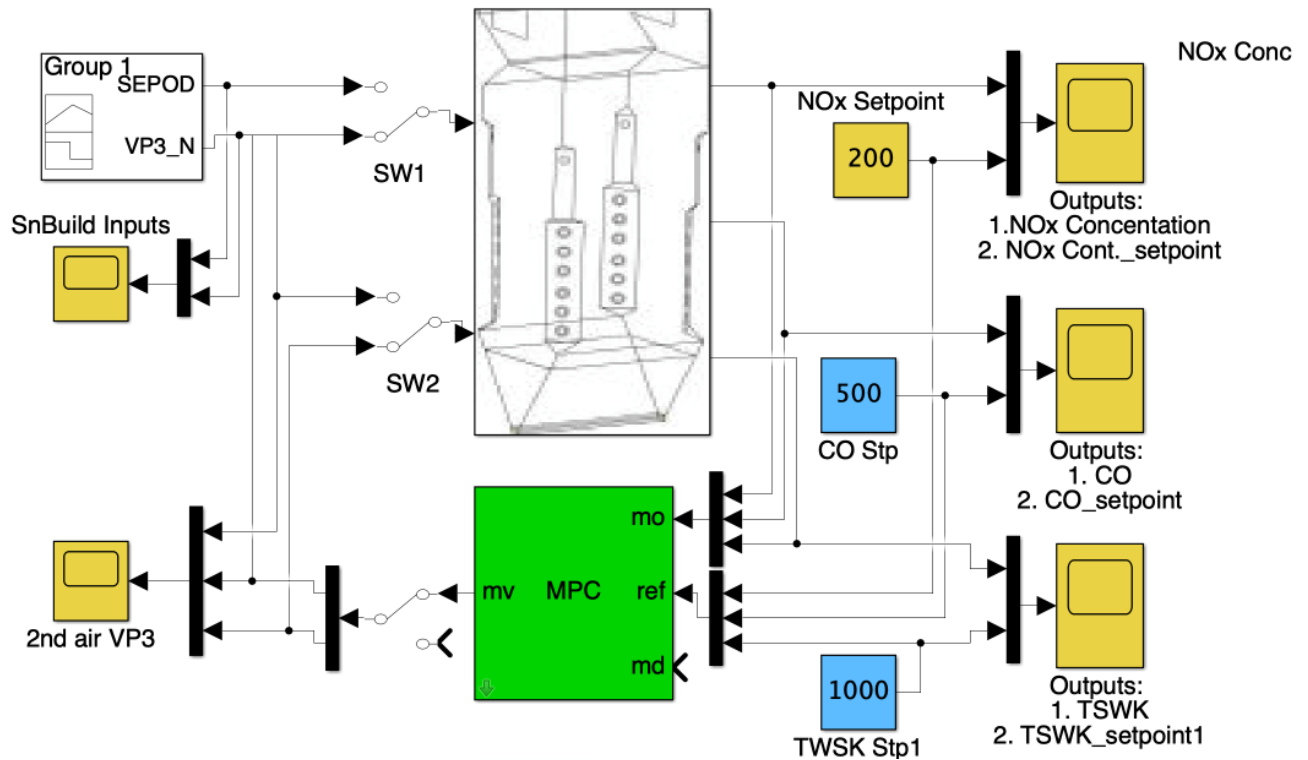 Group 1
SEPOD
VP3_N
SW1
SnBuild Inputs
SW2
NOx Setpoint
200
NOx Conc
Outputs:
1.NOx Concentation
2. NOx Cont._setpoint
500
CO Stp
Outputs:
1. CO
2. CO_setpoint
mo
mv
MPC
ref
md
2nd air VP3
1000
TWSK Stp1
Outputs:
1. TSWK
2. TSWK_setpoint1